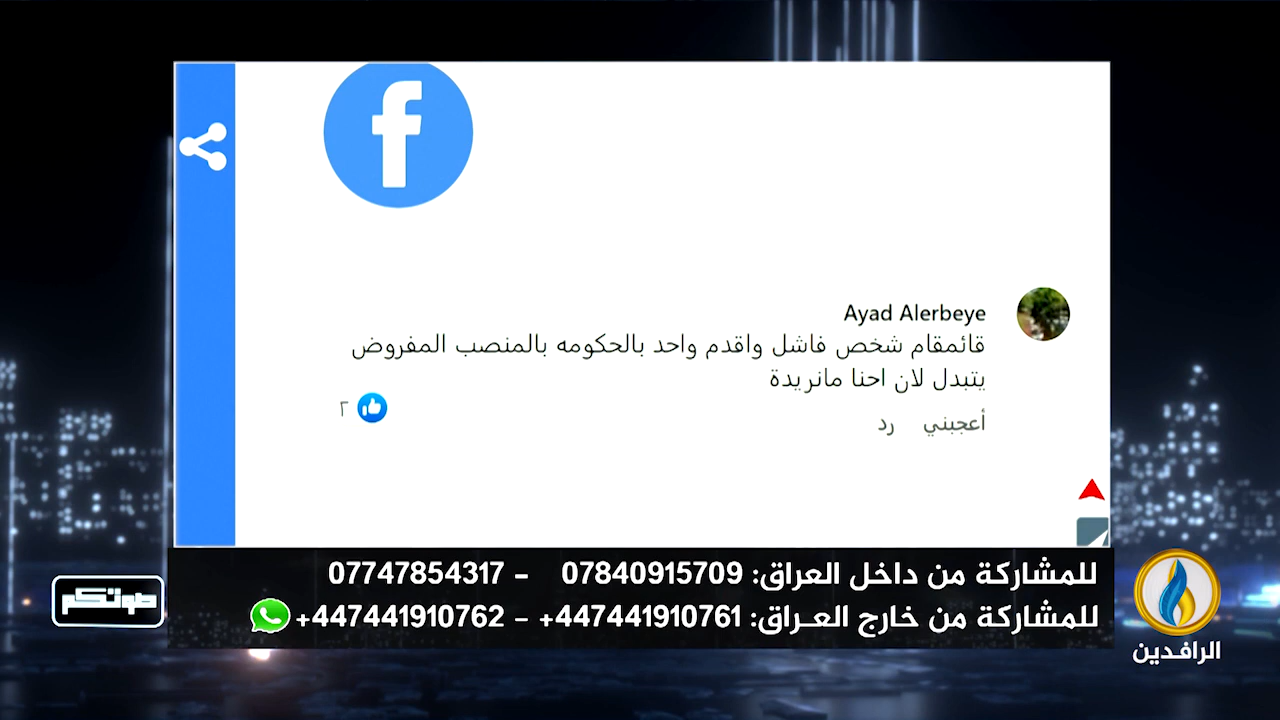 Ayad Alerbeye
قائمقام شخص فاشل واقدم واحد بالحكومه بالمنصب المفروض
يتبدل لان احنا مانريدة
٢
أعجبني رد
للمشاركة من داخل العراق: 07840915709 - 07747854317
للمشاركة من خارج العـراق: 447441910761+ - 447441910762+
صوتكم
الرافدين